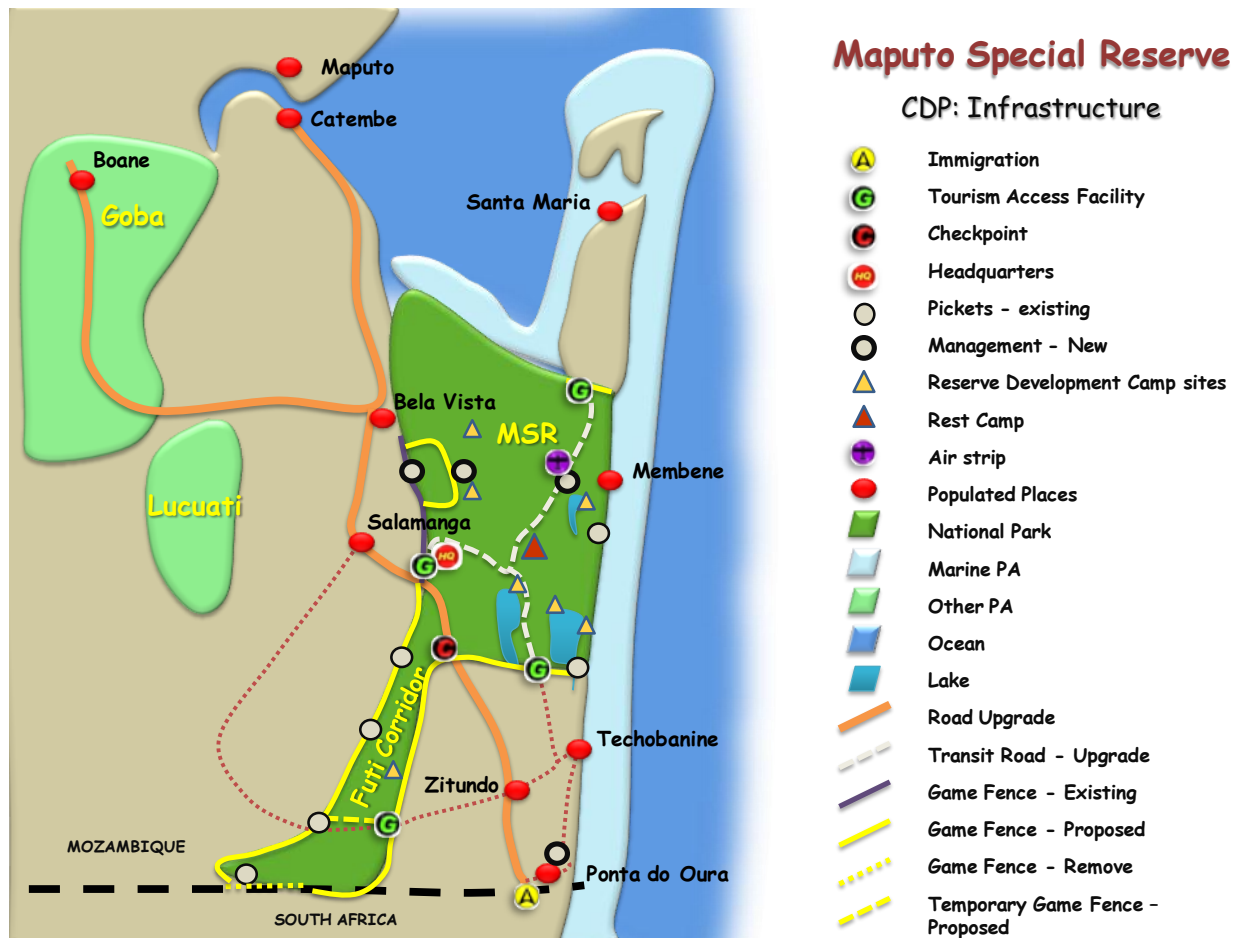 Maputo
Catembe
Boane
Goba
Santa Maria
Bela Vista
MSR
Membene
Lucuati
Salamanga
HQ
G
G
C
G
Futi Corridor
Techobanine
Zitundo
G
MOZAMBIQUE
Ponta do Oura
A
SOUTH AFRICA
Maputo Special Reserve
CDP: Infrastructure
A Immigration
G Tourism Access Facility
C Checkpoint
HQ Headquarters
Pickets - existing
Management - New
Reserve Development Camp sites
Rest Camp
Air strip
Populated Places
National Park
Marine PA
Other PA
Ocean
Lake
Road Upgrade
Transit Road - Upgrade
Game Fence - Existing
Game Fence - Proposed
Game Fence - Remove
Temporary Game Fence –
Proposed